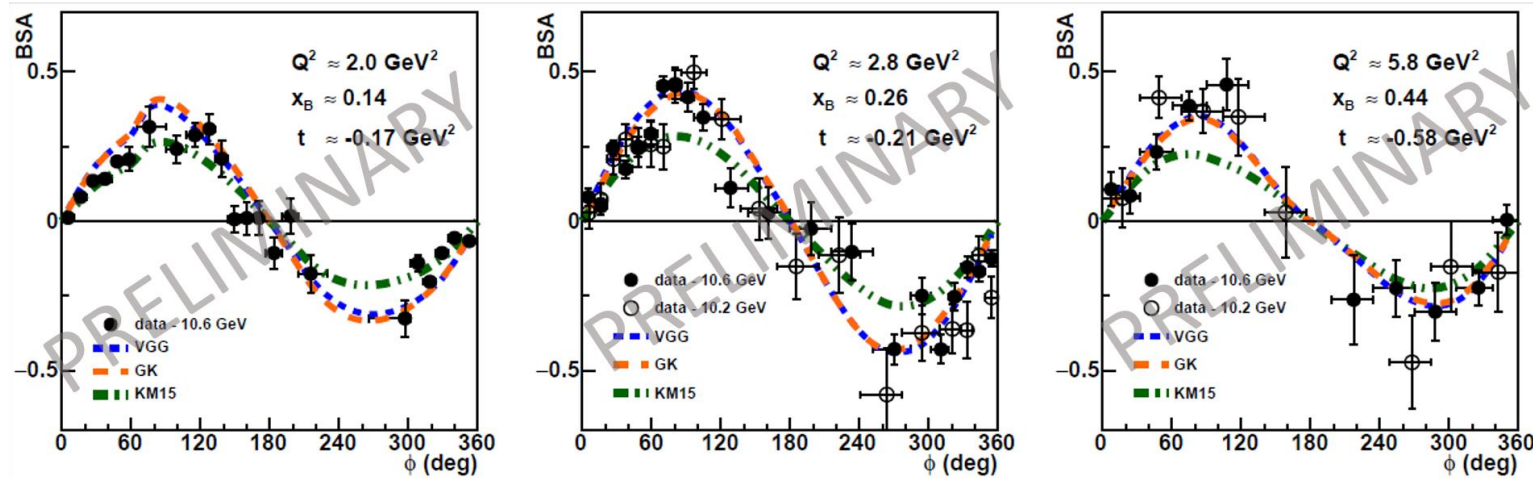 BSA
0.5
0
−0.5
Q² ≈ 2.0 GeV²
x_B ≈ 0.14
t ≈ -0.17 GeV²
PRELIMINARY
data - 10.6 GeV
VGG
GK
KM15
0 60 120 180 240 300 360
ϕ (deg)
BSA
0.5
0
−0.5
Q² ≈ 2.8 GeV²
x_B ≈ 0.26
t ≈ -0.21 GeV²
PRELIMINARY
data - 10.6 GeV
data - 10.2 GeV
VGG
GK
KM15
0 60 120 180 240 300 360
ϕ (deg)
BSA
0.5
0
−0.5
Q² ≈ 5.8 GeV²
x_B ≈ 0.44
t ≈ -0.58 GeV²
PRELIMINARY
data - 10.6 GeV
data - 10.2 GeV
VGG
GK
KM15
0 60 120 180 240 300 360
ϕ (deg)